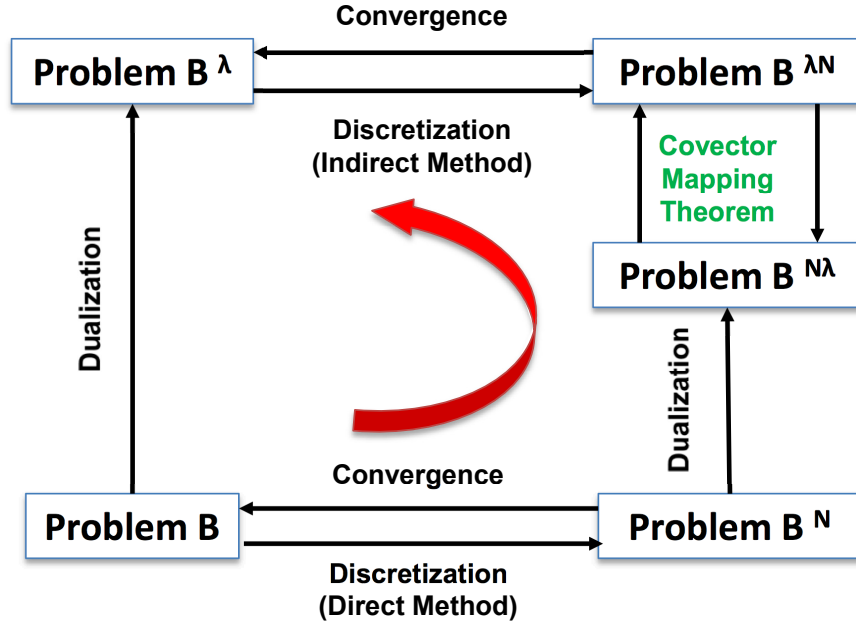 Convergence
Problem B λ
Problem B λN
Discretization
(Indirect Method)
Covector
Mapping
Theorem
Dualization
Problem B Nλ
Dualization
Convergence
Problem B
Problem B N
Discretization
(Direct Method)